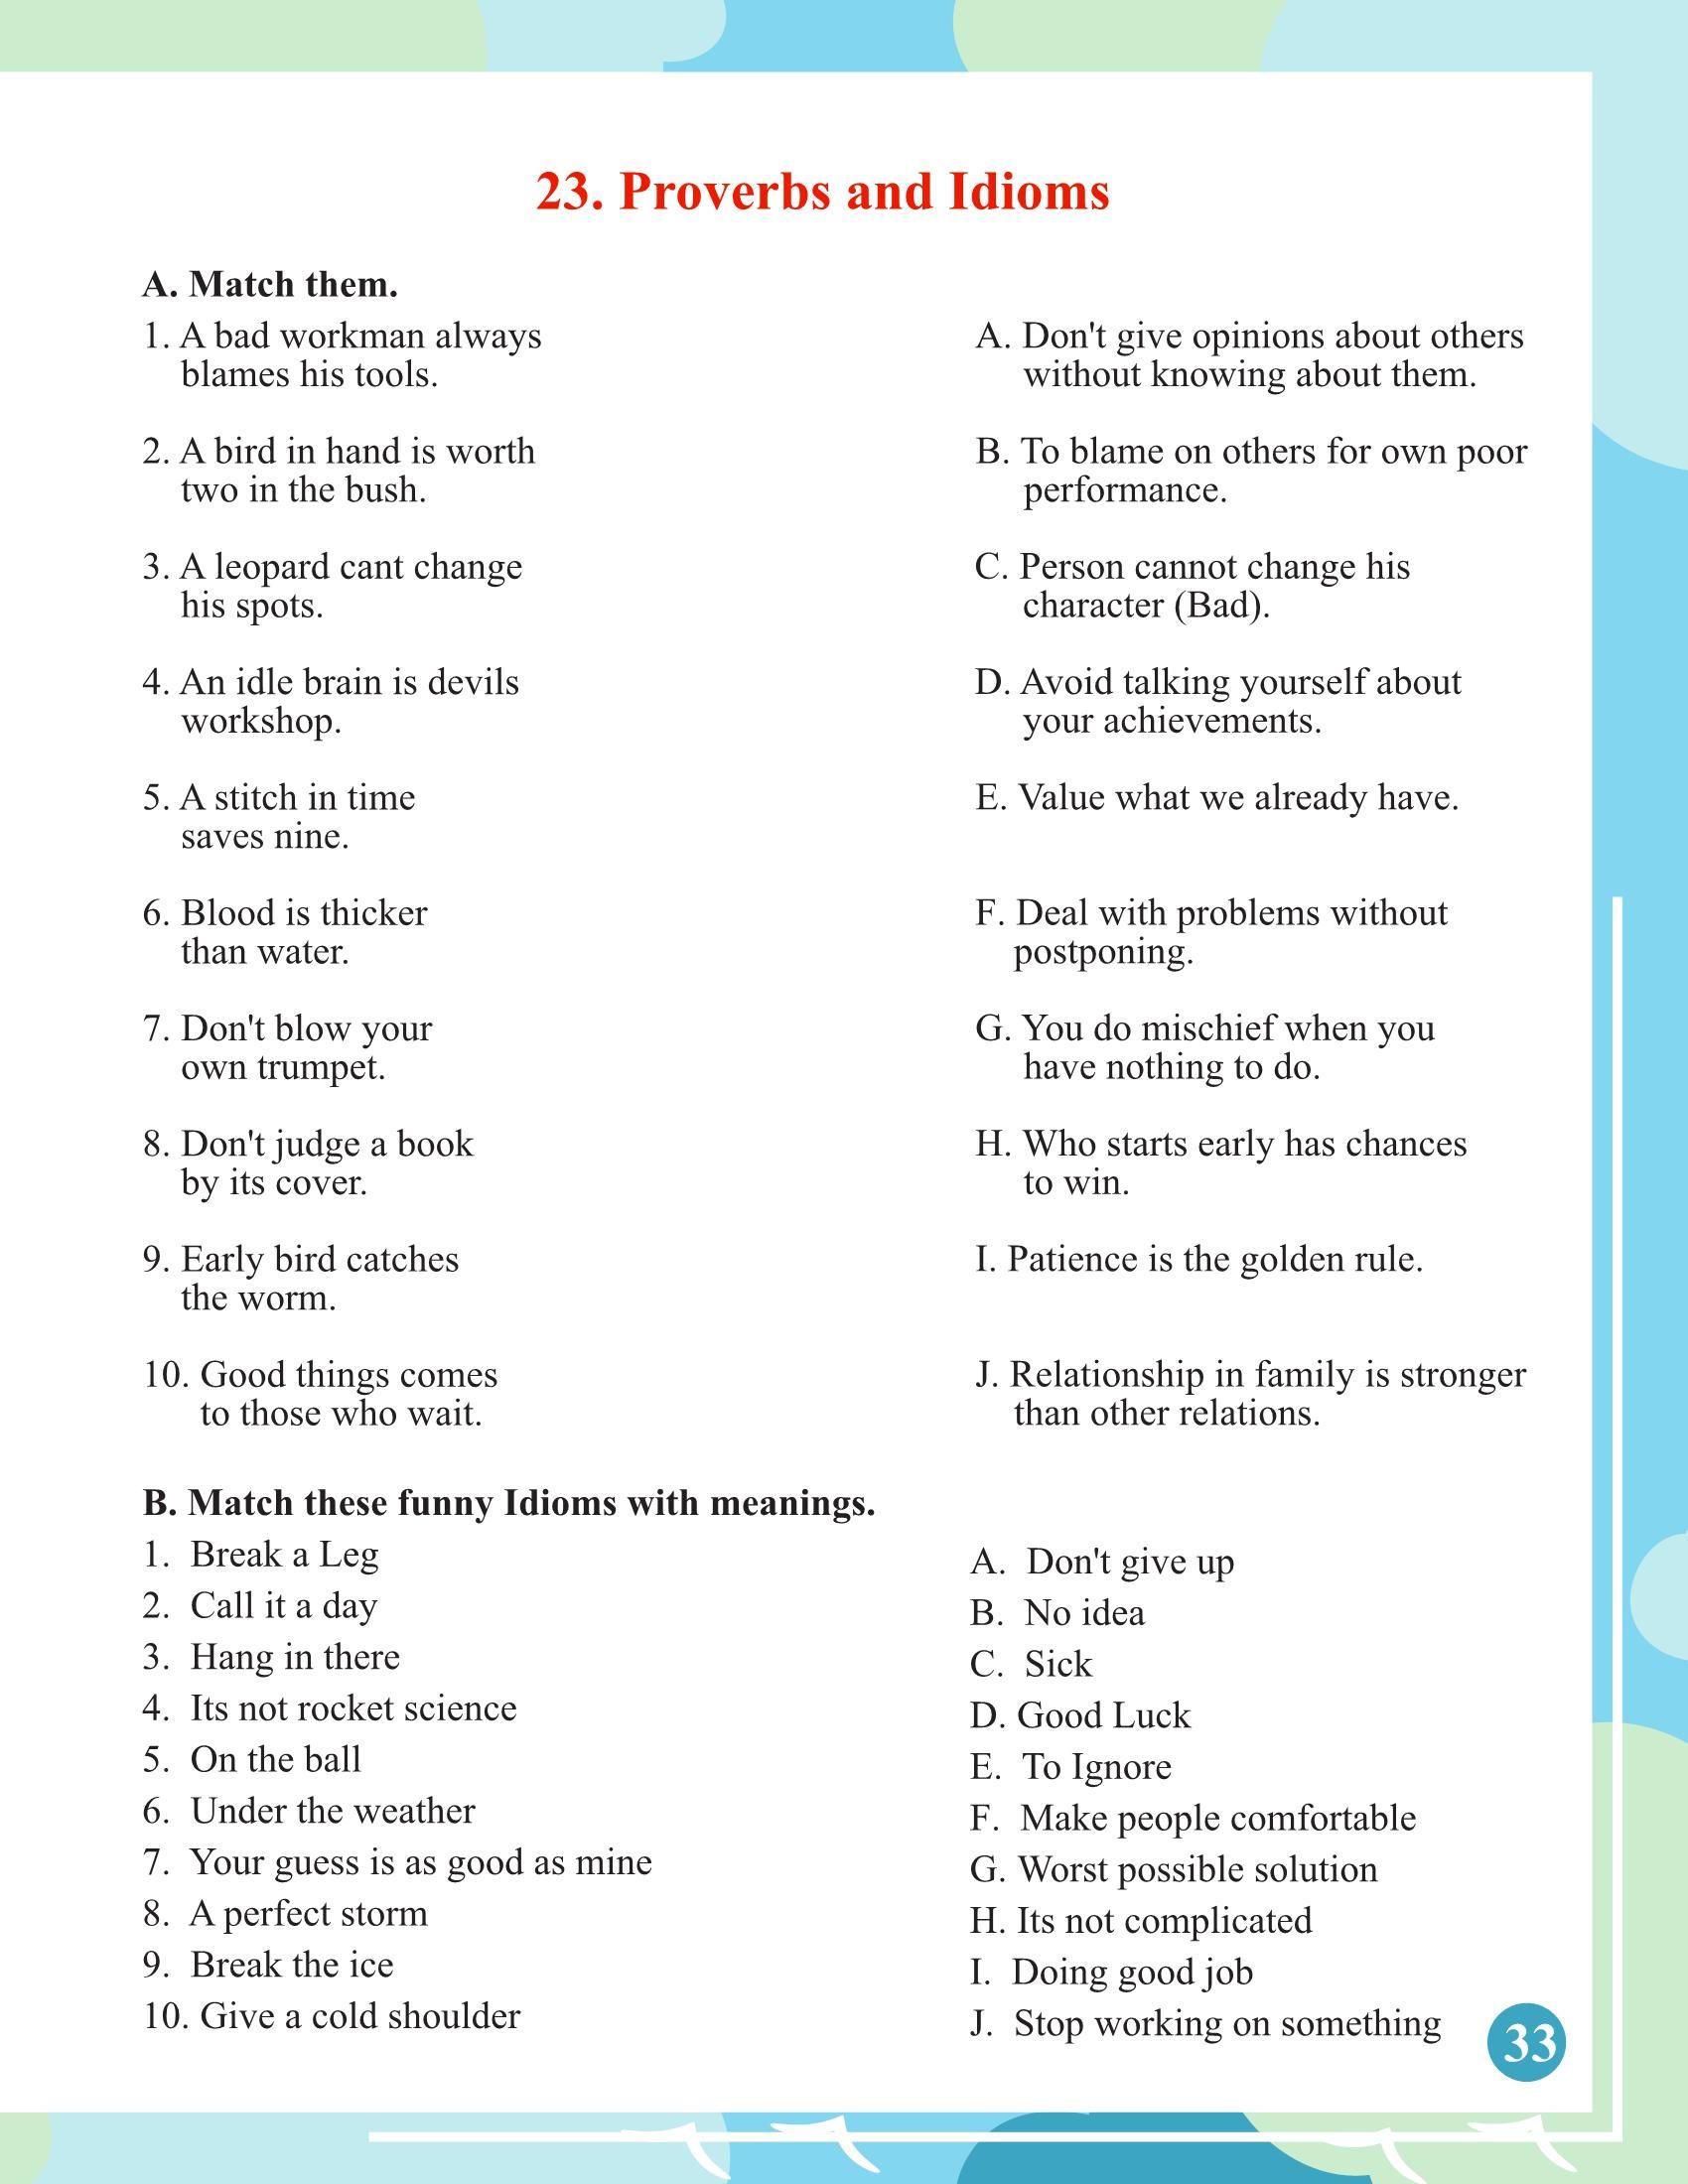 23. Proverbs and Idioms
A. Match them.
1. A bad workman always
blames his tools.
A. Don't give opinions about others
without knowing about them.
2. A bird in hand is worth
two in the bush.
B. To blame on others for own poor
performance.
3. A leopard cant change
his spots.
C. Person cannot change his
character (Bad).
4. An idle brain is devils
workshop.
D. Avoid talking yourself about
your achievements.
5. A stitch in time
saves nine.
E. Value what we already have.
6. Blood is thicker
than water.
F. Deal with problems without
postponing.
7. Don't blow your
own trumpet.
G. You do mischief when you
have nothing to do.
8. Don't judge a book
by its cover.
H. Who starts early has chances
to win.
9. Early bird catches
the worm.
I. Patience is the golden rule.
10. Good things comes
to those who wait.
J. Relationship in family is stronger
than other relations.
B. Match these funny Idioms with meanings.
1. Break a Leg
2. Call it a day
3. Hang in there
4. Its not rocket science
5. On the ball
6. Under the weather
7. Your guess is as good as mine
8. A perfect storm
9. Break the ice
10. Give a cold shoulder
A. Don't give up
B. No idea
C. Sick
D. Good Luck
E. To Ignore
F. Make people comfortable
G. Worst possible solution
H. Its not complicated
I. Doing good job
J. Stop working on something
33